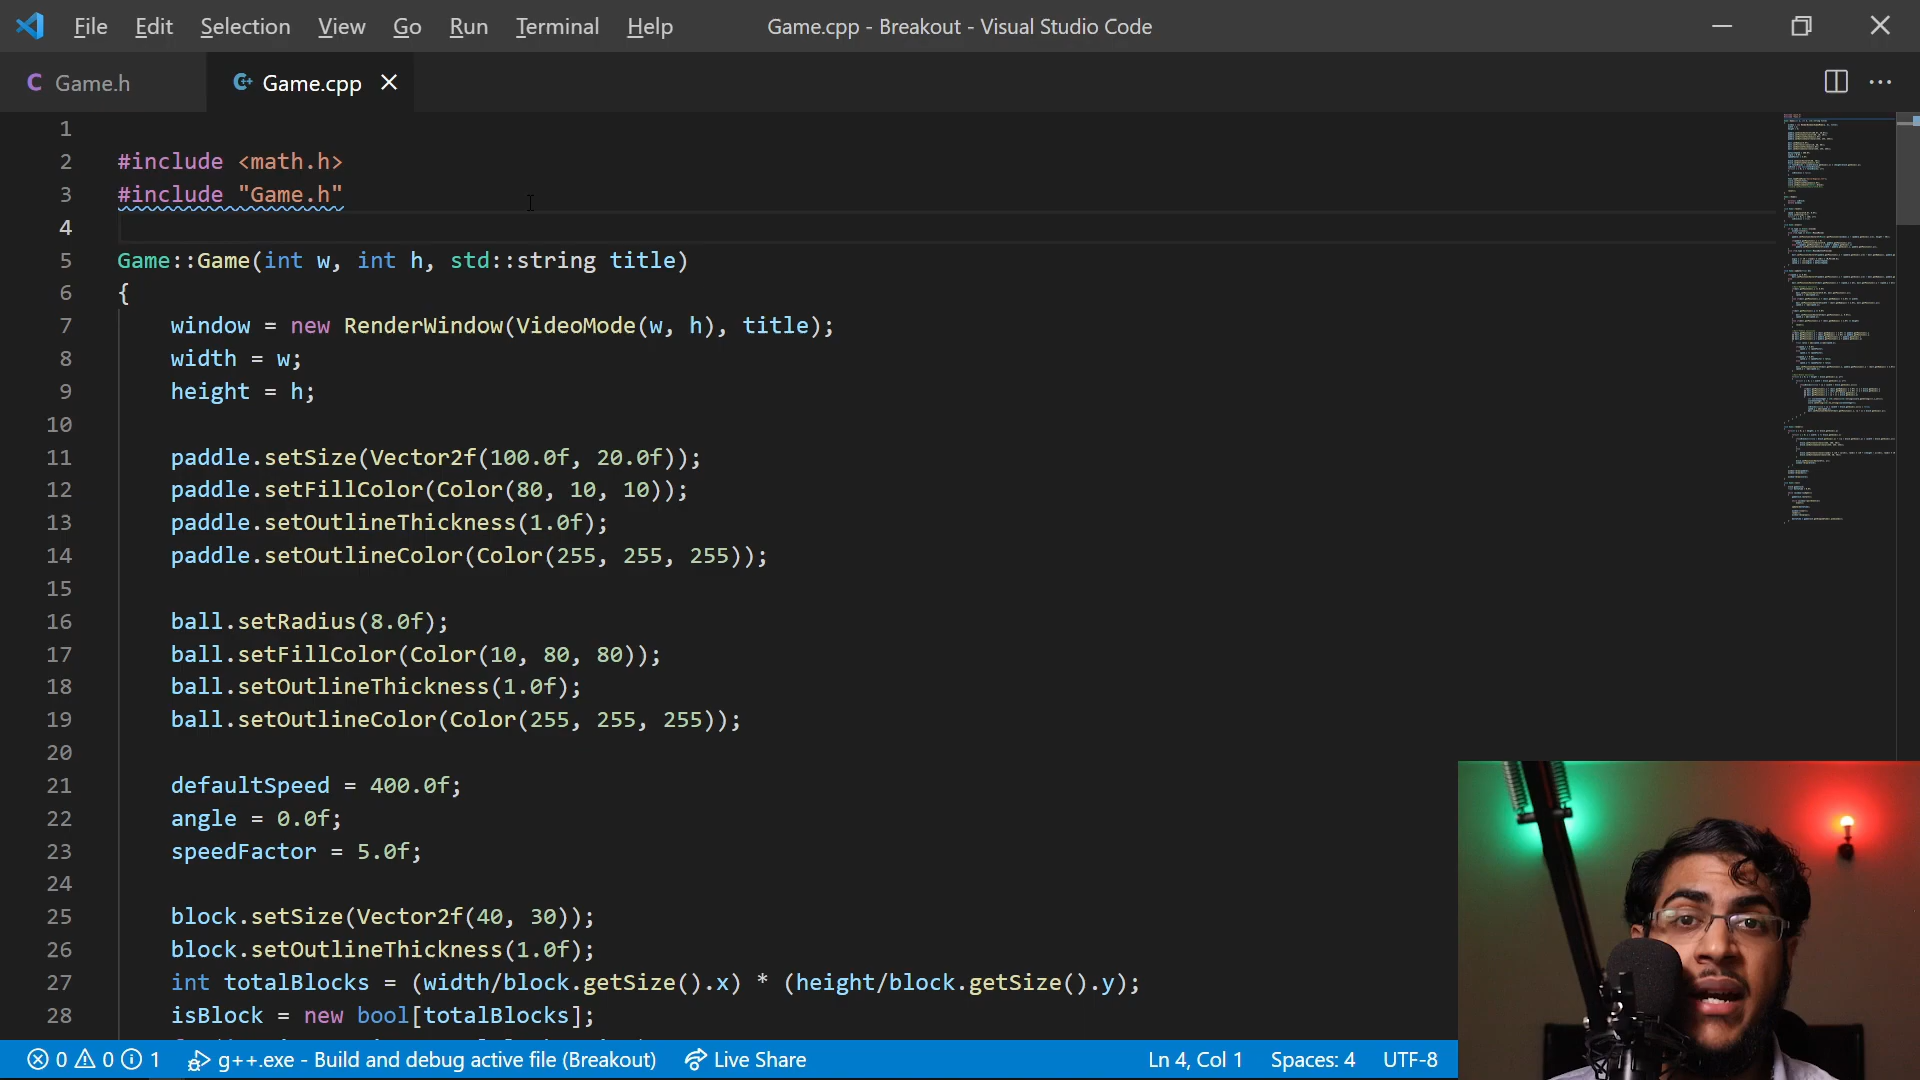 File Edit Selection View Go Run Terminal Help Game.cpp - Breakout - Visual Studio Code
Game.h Game.cpp
1
2 #include <math.h>
3 #include "Game.h"
4
5 Game::Game(int w, int h, std::string title)
6 {
7 window = new RenderWindow(VideoMode(w, h), title);
8 width = w;
9 height = h;
10
11 paddle.setSize(Vector2f(100.0f, 20.0f));
12 paddle.setFillColor(Color(80, 10, 10));
13 paddle.setOutlineThickness(1.0f);
14 paddle.setOutlineColor(Color(255, 255, 255));
15
16 ball.setRadius(8.0f);
17 ball.setFillColor(Color(10, 80, 80));
18 ball.setOutlineThickness(1.0f);
19 ball.setOutlineColor(Color(255, 255, 255));
20
21 defaultSpeed = 400.0f;
22 angle = 0.0f;
23 speedFactor = 5.0f;
24
25 block.setSize(Vector2f(40, 30));
26 block.setOutlineThickness(1.0f);
27 int totalBlocks = (width/block.getSize().x) * (height/block.getSize().y);
28 isBlock = new bool[totalBlocks];
0 0 1 g++.exe - Build and debug active file (Breakout) Live Share Ln 4, Col 1 Spaces: 4 UTF-8